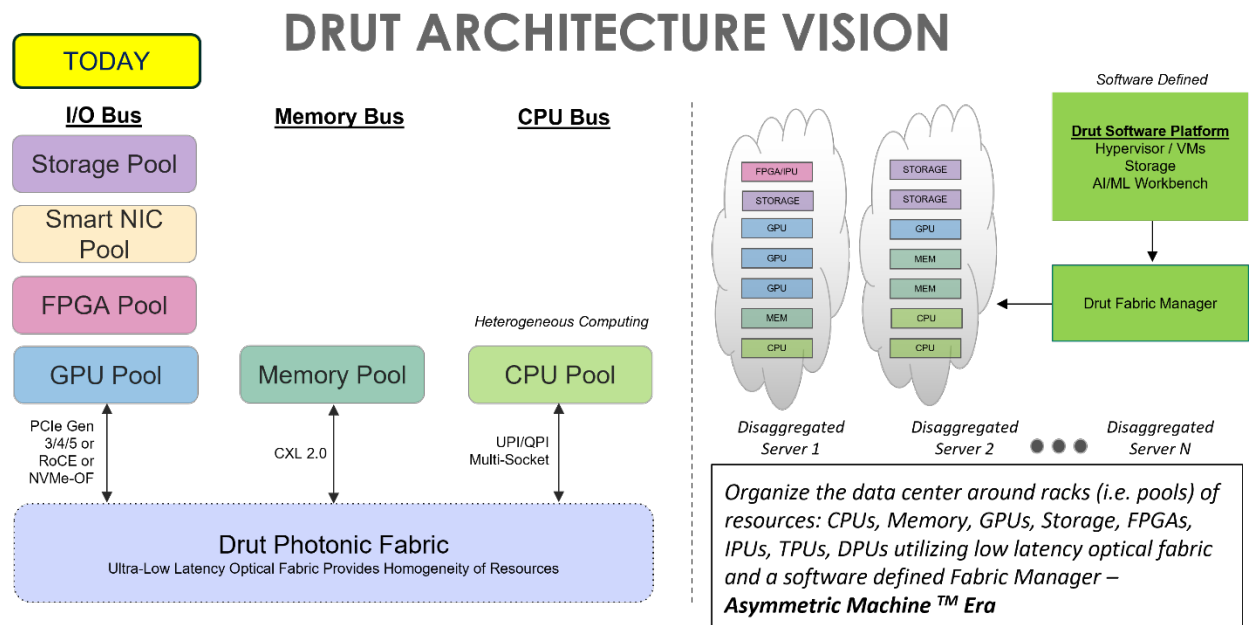 DRUT ARCHITECTURE VISION
TODAY
I/O Bus
Memory Bus
CPU Bus
Storage Pool
Smart NIC
Pool
FPGA Pool
GPU Pool
Memory Pool
Heterogeneous Computing
CPU Pool
PCIe Gen
3/4/5 or
RoCE or
NVMe-OF
CXL 2.0
UPI/QPI
Multi-Socket
Drut Photonic Fabric
Ultra-Low Latency Optical Fabric Provides Homogeneity of Resources
FPGA/IPU
STORAGE
GPU
GPU
GPU
MEM
CPU
Disaggregated
Server 1
STORAGE
STORAGE
GPU
MEM
MEM
CPU
CPU
Disaggregated
Server 2
Disaggregated
Server N
Software Defined
Drut Software Platform
Hypervisor / VMs
Storage
AI/ML Workbench
Drut Fabric Manager
Organize the data center around racks (i.e. pools) of
resources: CPUs, Memory, GPUs, Storage, FPGAs,
IPUs, TPUs, DPUs utilizing low latency optical fabric
and a software defined Fabric Manager –
Asymmetric Machine ™ Era